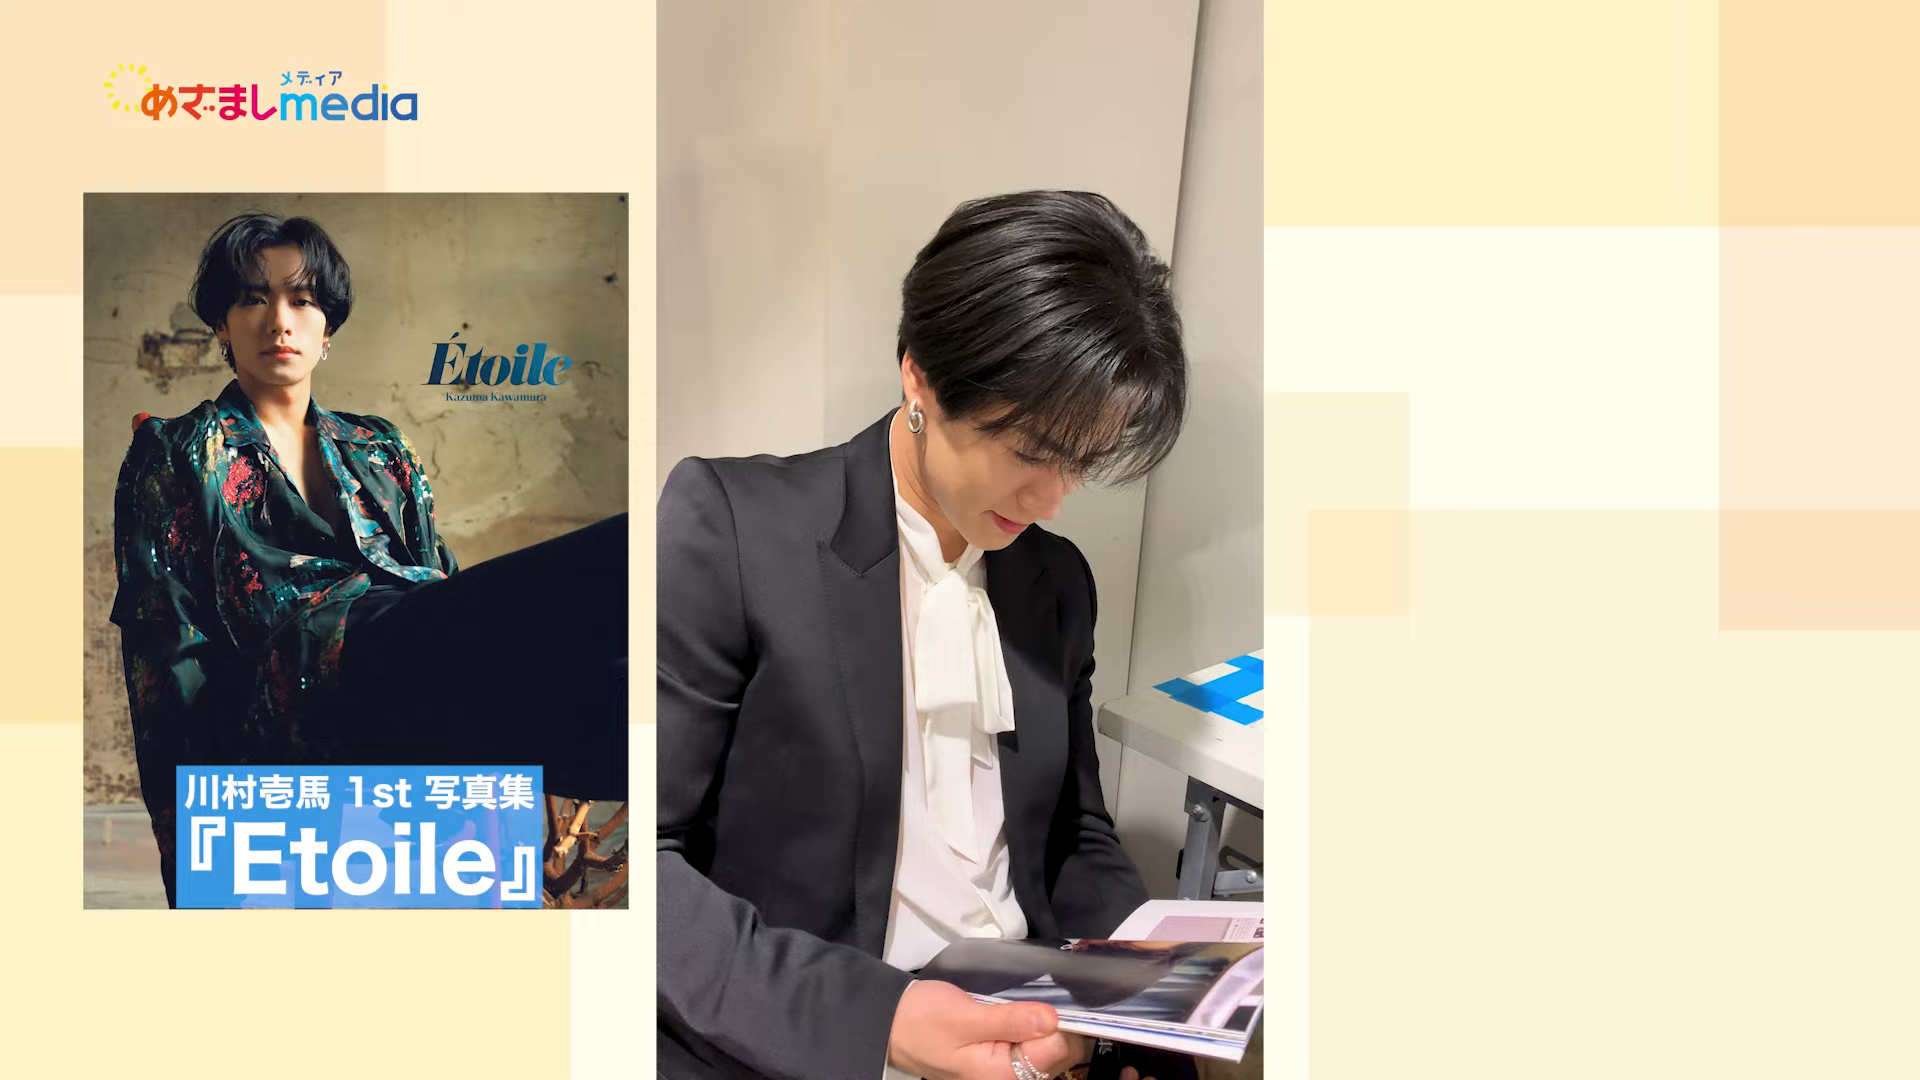 メディア
めざましmedia
Étoile
Kazuma Kawamura
川村壱馬 1st 写真集
『Etoile』